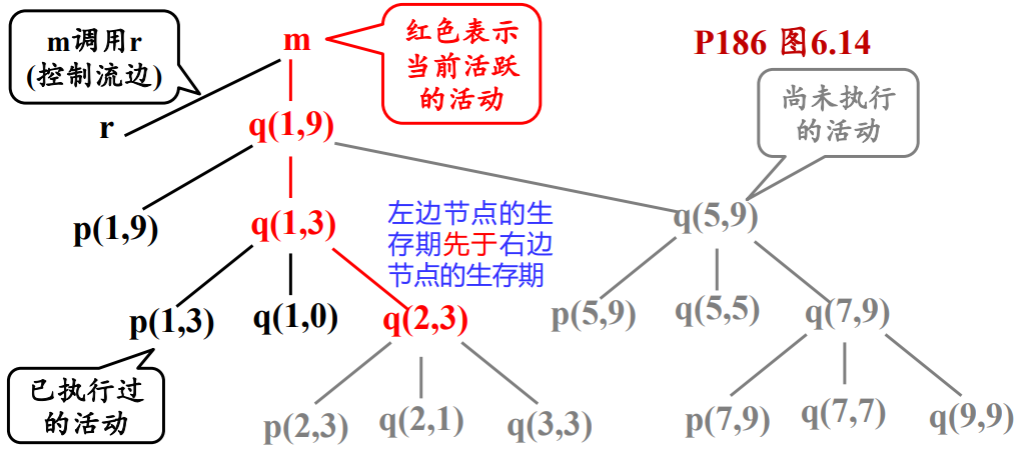 m调用r
(控制流边)
m
红色表示
当前活跃
的活动
P186 图6.14
尚未执行
的活动
r
q(1,9)
p(1,9)
q(1,3)
左边节点的生
存期先于右边
节点的生存期
q(5,9)
p(1,3)
q(1,0)
q(2,3)
p(5,9)
q(5,5)
q(7,9)
已执行过
的活动
p(2,3)
q(2,1)
q(3,3)
p(7,9)
q(7,7)
q(9,9)